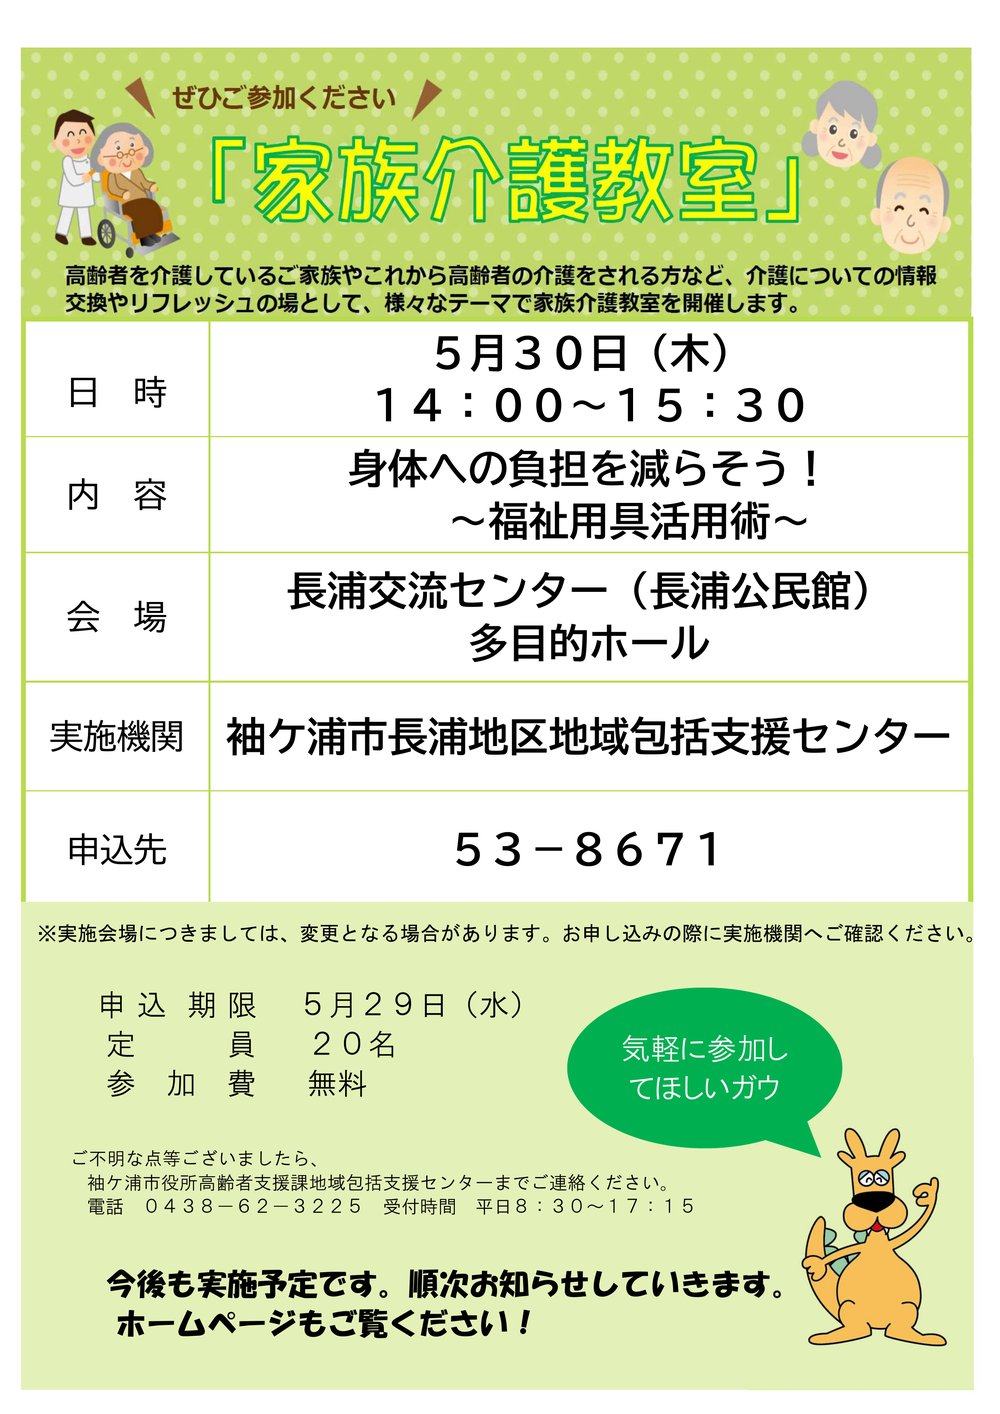 ぜひご参加ください
「家族介護教室」
高齢者を介護しているご家族やこれから高齢者の介護をされる方など、介護についての情報
交換やリフレッシュの場として、様々なテーマで家族介護教室を開催します。
日　時
５月３０日（木）
１４：００～１５：３０
内　容
身体への負担を減らそう！
～福祉用具活用術～
会　場
長浦交流センター（長浦公民館）
多目的ホール
実施機関
袖ケ浦市長浦地区地域包括支援センター
申込先
５３－８６７１
※実施会場につきましては、変更となる場合があります。お申し込みの際に実施機関へご確認ください。
申込期限　５月２９日（水）
定　　員　２０名
参 加 費　無料
気軽に参加し
てほしいガウ
ご不明な点等ございましたら、
袖ケ浦市役所高齢者支援課地域包括支援センターまでご連絡ください。
電話　０４３８－６２－３２２５　受付時間　平日８：３０～１７：１５
今後も実施予定です。順次お知らせしていきます。
ホームページもご覧ください！